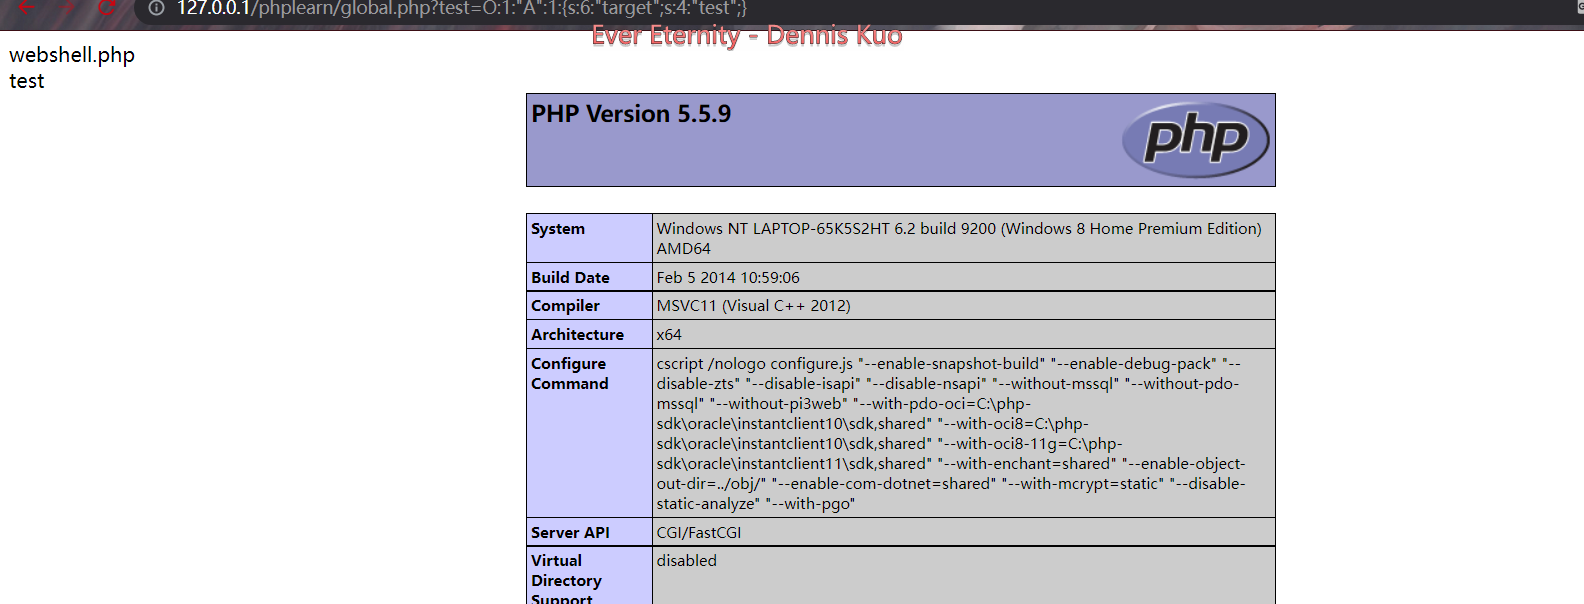 127.0.0.1/phplearn/global.php?test=O:1:"A":1:{s:6:"target";s:4:"test";}
Ever Eternity - Dennis Kuo
webshell.php
test
PHP Version 5.5.9
php
System
Windows NT LAPTOP-65K5S2HT 6.2 build 9200 (Windows 8 Home Premium Edition)
AMD64
Build Date
Feb 5 2014 10:59:06
Compiler
MSVC11 (Visual C++ 2012)
Architecture
x64
Configure
Command
cscript /nologo configure.js "--enable-snapshot-build" "--enable-debug-pack" "--
disable-zts" "--disable-isapi" "--disable-nsapi" "--without-mssql" "--without-pdo-
mssql" "--without-pi3web" "--with-pdo-oci=C:\php-
sdk\oracle\instantclient10\sdk,shared" "--with-oci8=C:\php-
sdk\oracle\instantclient10\sdk,shared" "--with-oci8-11g=C:\php-
sdk\oracle\instantclient11\sdk,shared" "--with-enchant=shared" "--enable-object-
out-dir=../obj/" "--enable-com-dotnet=shared" "--with-mcrypt=static" "--disable-
static-analyze" "--with-pgo"
Server API
CGI/FastCGI
Virtual
Directory
Support
disabled